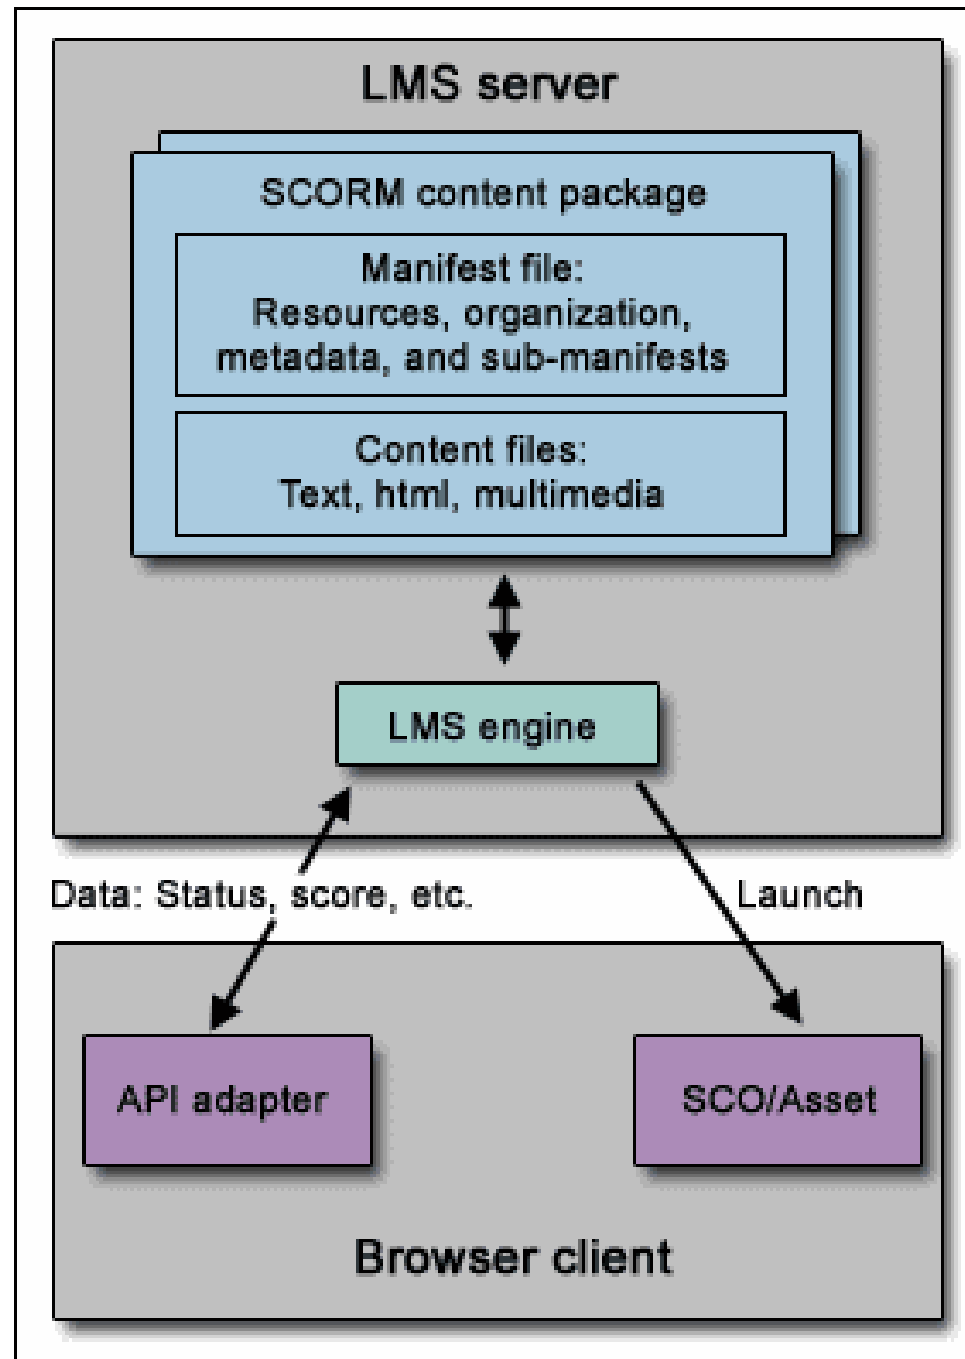 LMS server
SCORM content package
Manifest file:
Resources, organization,
metadata, and sub-manifests
Content files:
Text, html, multimedia
LMS engine
Data: Status, score, etc.
Launch
API adapter
SCO/Asset
Browser client